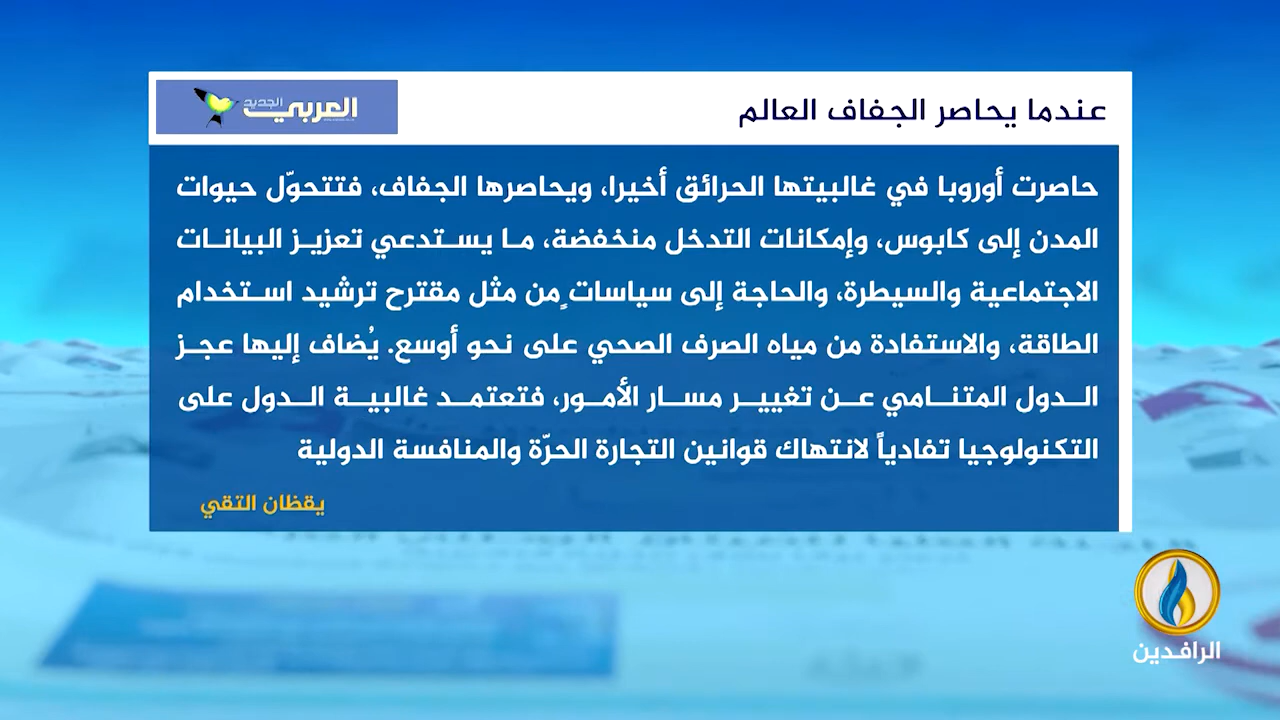 عندما يحاصر الجفاف العالم
العربي الجديد
حاصرت أوروبا في غالبيتها الحرائق أخيرا، ويحاصرها الجفاف، فتتحوّل حيوات
المدن إلى كابوس، وإمكانات التدخل منخفضة، ما يستدعي تعزيز البيانات
الاجتماعية والسيطرة، والحاجة إلى سياساتٍ من مثل مقترح ترشيد استخدام
الطاقة، والاستفادة من مياه الصرف الصحي على نحو أوسع. يُضاف إليها عجز
الدول المتنامي عن تغيير مسار الأمور، فتعتمد غالبية الدول على
التكنولوجيا تفادياً لانتهاك قوانين التجارة الحرّة والمنافسة الدولية
يقظان التقي
الرافدين